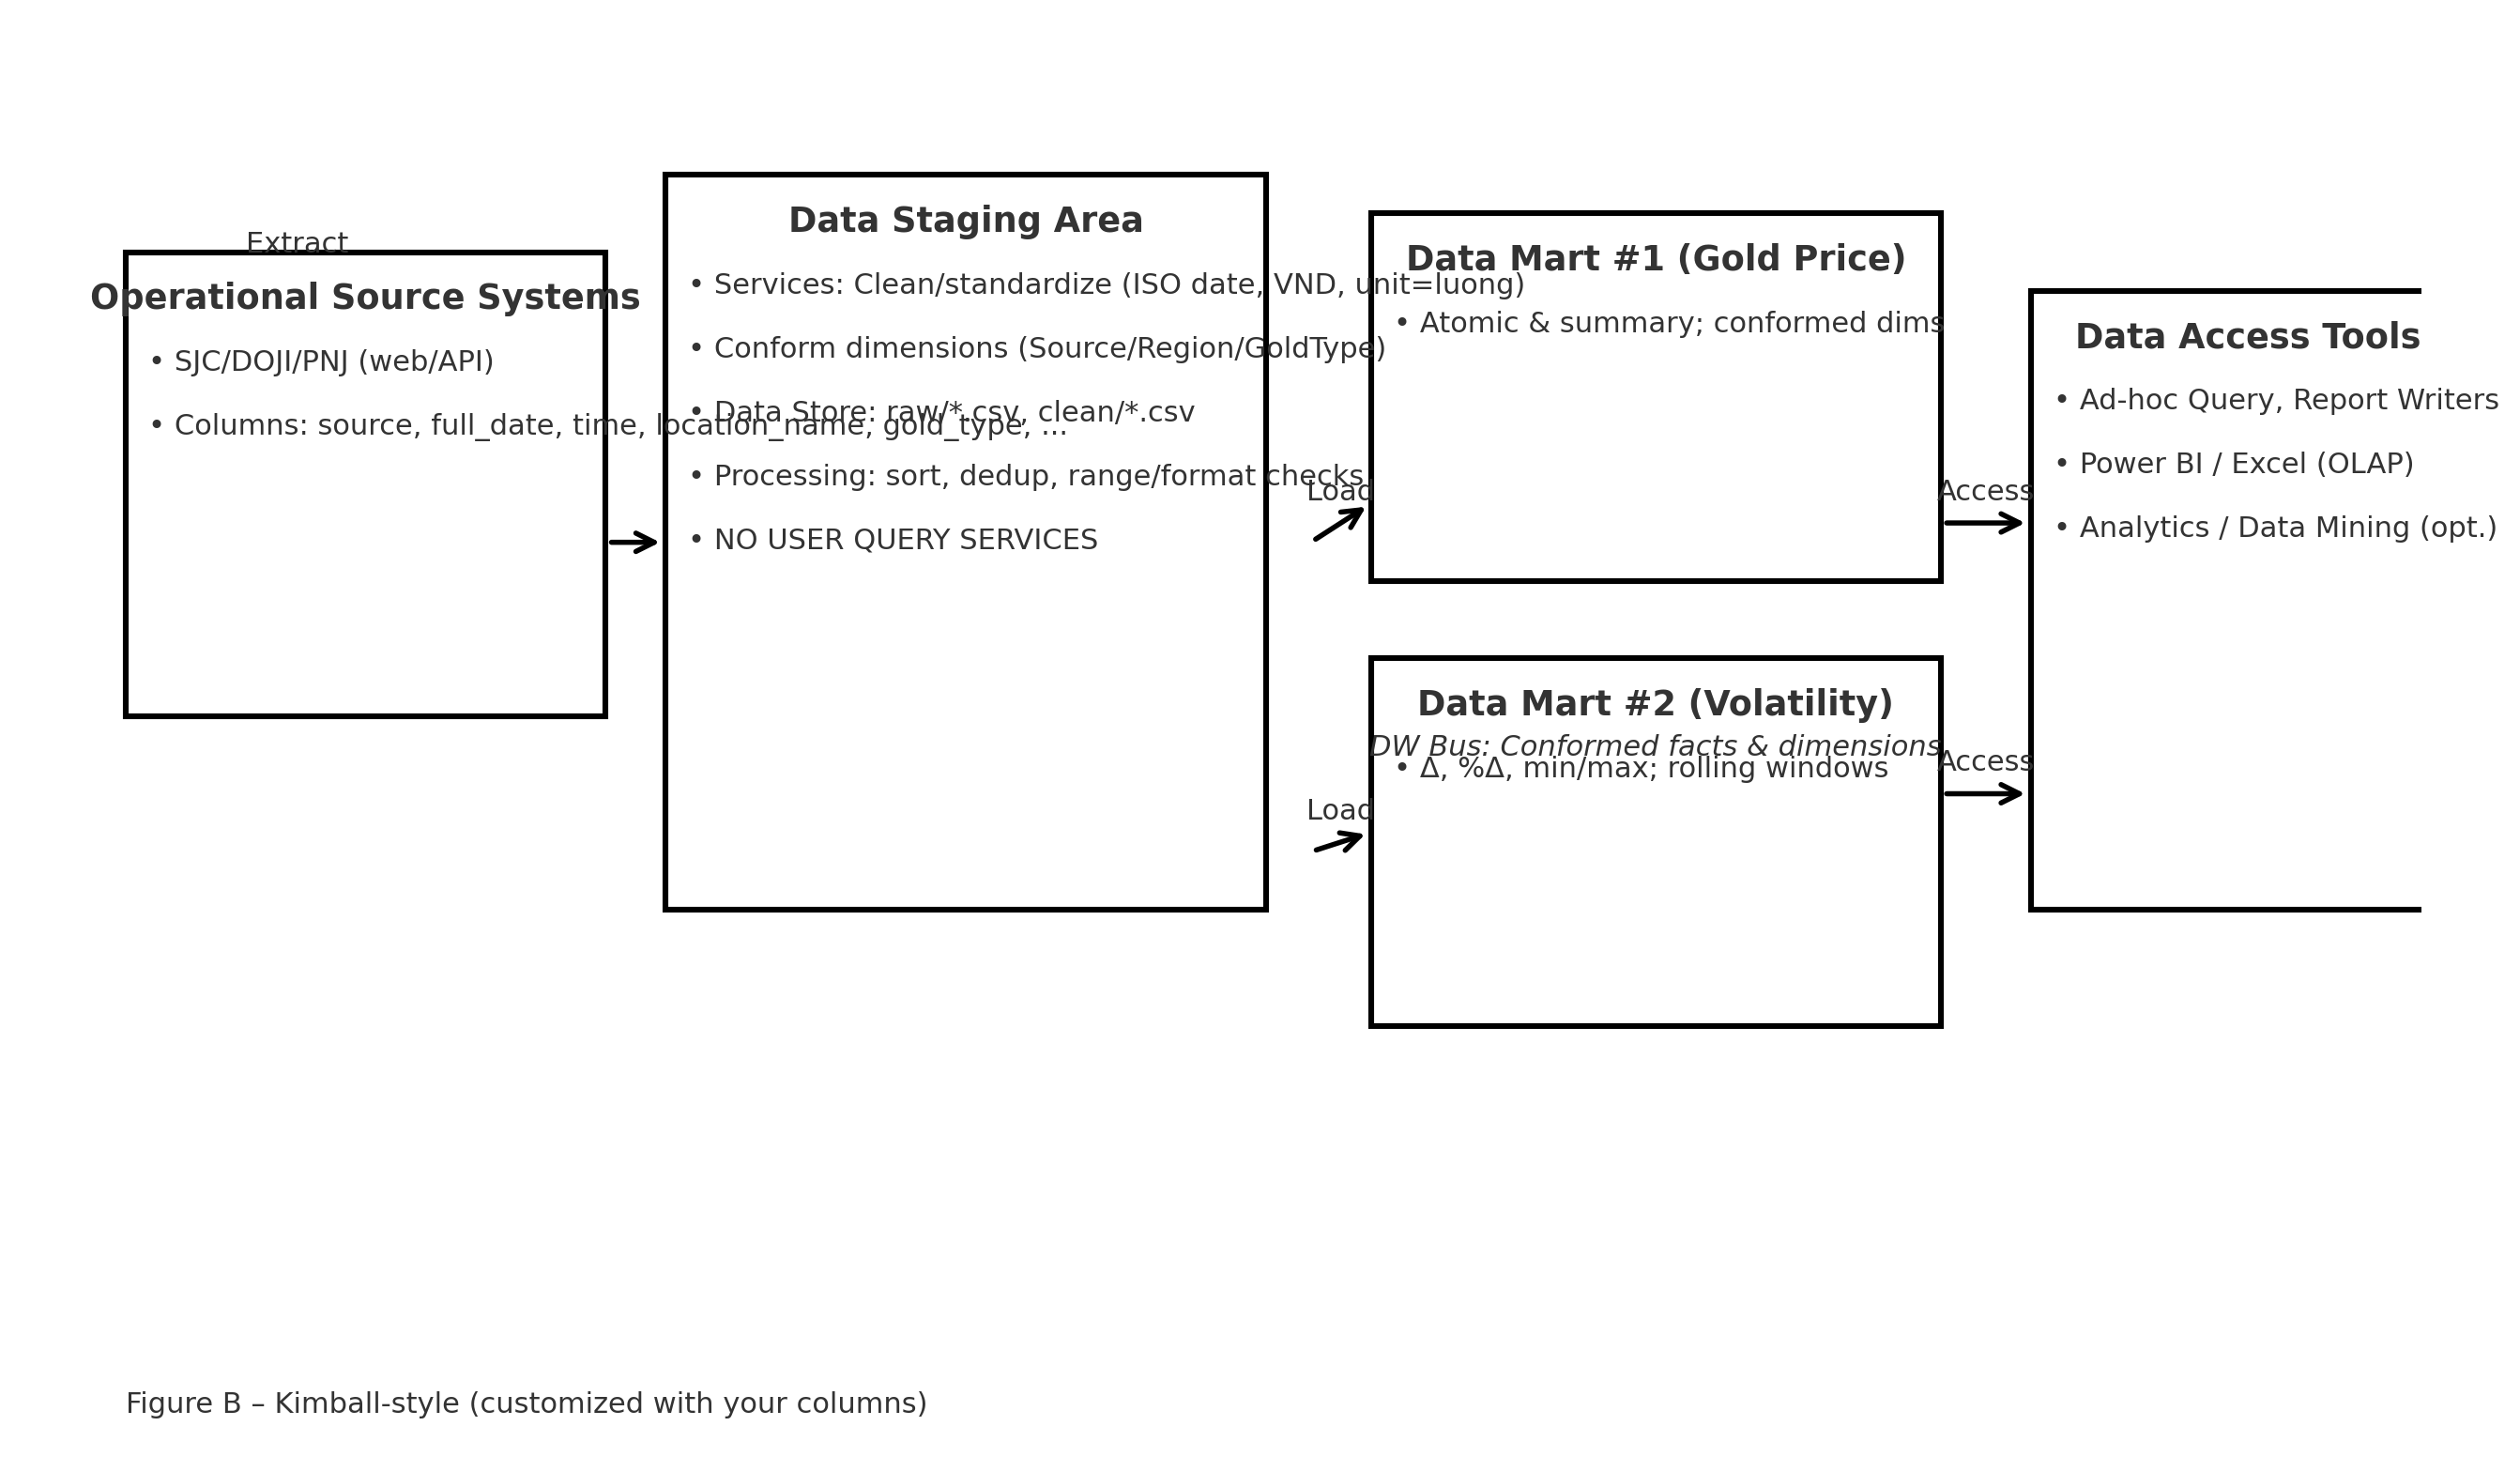 Extract
Operational Source Systems
• SJC/DOJI/PNJ (web/API)
• Columns: source, full_date, time, location_name, gold_type, ...
Data Staging Area
• Services: Clean/standardize (ISO date, VND, unit=luong)
• Conform dimensions (Source/Region/GoldType)
• Data Store: raw/*.csv, clean/*.csv
• Processing: sort, dedup, range/format checks
• NO USER QUERY SERVICES
Load
Data Mart #1 (Gold Price)
• Atomic & summary; conformed dims
Load
Data Mart #2 (Volatility)
DW Bus: Conformed facts & dimensions
• Δ, %Δ, min/max; rolling windows
Access
Access
Data Access Tools
• Ad-hoc Query, Report Writers
• Power BI / Excel (OLAP)
• Analytics / Data Mining (opt.)
Figure B – Kimball-style (customized with your columns)